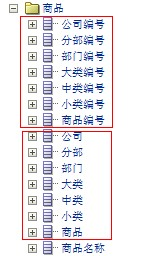 商品
公司编号
分部编号
部门编号
大类编号
中类编号
小类编号
商品编号
公司
分部
部门
大类
中类
小类
商品
商品名称